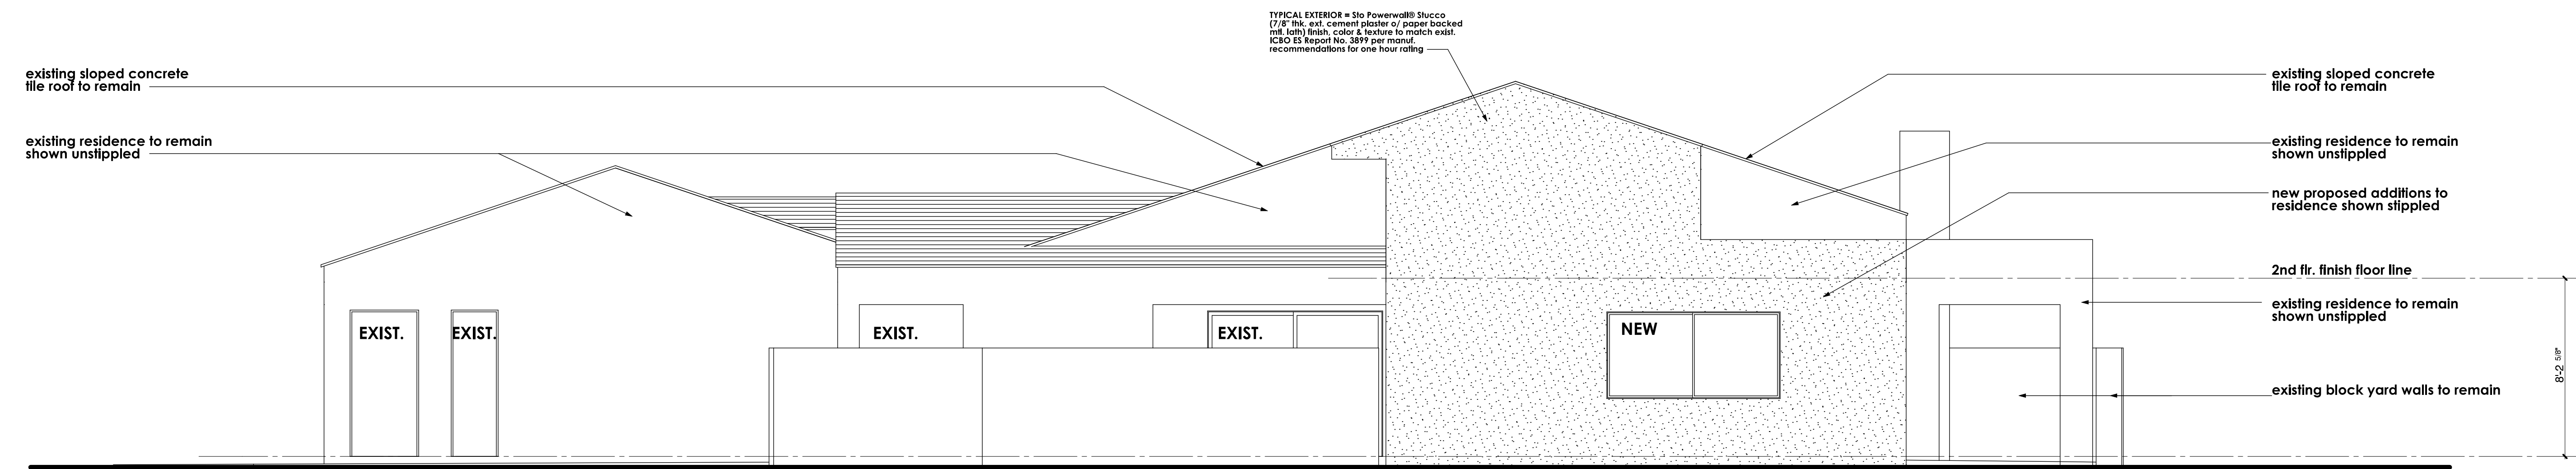 TYPICAL EXTERIOR = Sto Powerwall® Stucco
(7/8" thk. ext. cement plaster o/ paper backed
mtl. lath) finish, color & texture to match exist.
ICBO ES Report No. 3899 per manuf.
recommendations for one hour rating
existing sloped concrete
tile roof to remain
existing residence to remain
shown unstippled
existing sloped concrete
tile roof to remain
existing residence to remain
shown unstippled
new proposed additions to
residence shown stippled
2nd flr. finish floor line
existing residence to remain
shown unstippled
existing block yard walls to remain
8'-2 5/8"
EXIST.
EXIST.
EXIST.
EXIST.
NEW